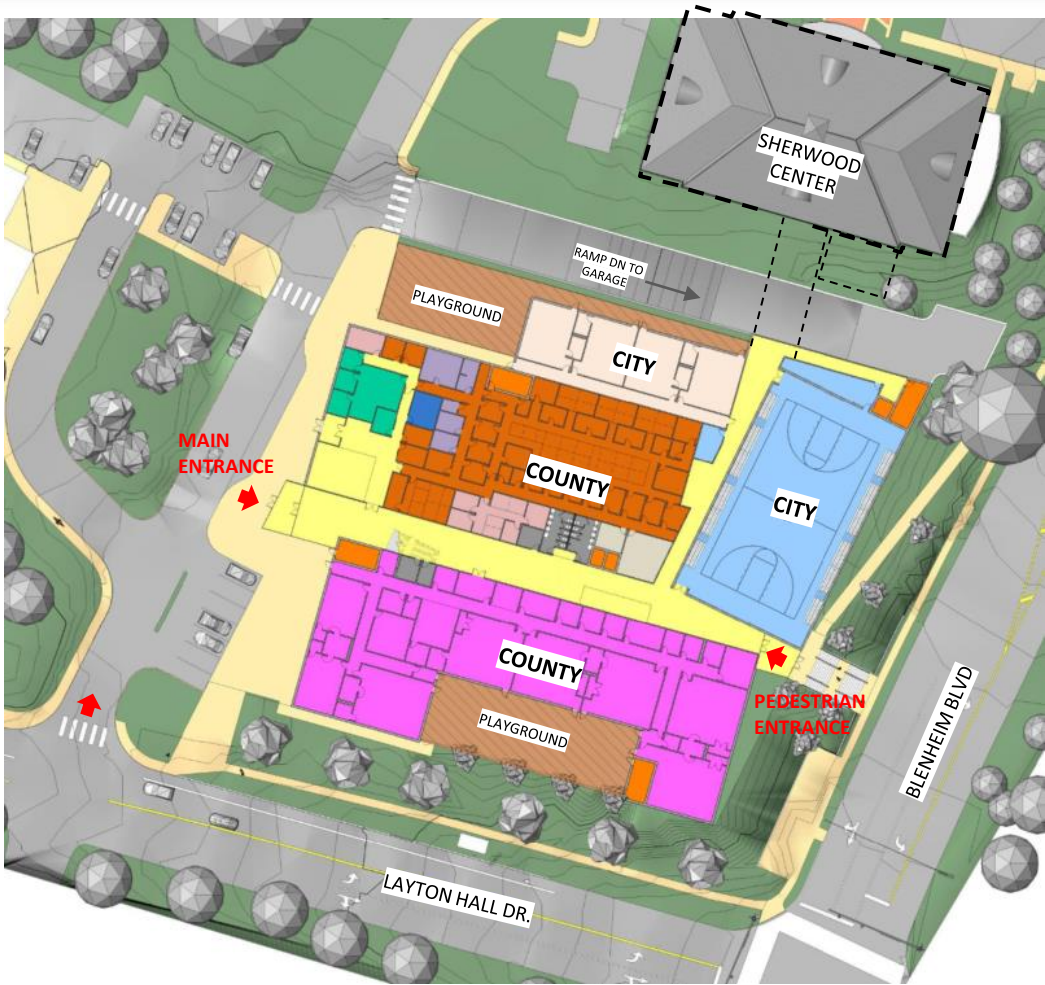 SHERWOOD
CENTER
RAMP DN TO
GARAGE
PLAYGROUND
CITY
MAIN
ENTRANCE
COUNTY
CITY
COUNTY
PEDESTRIAN
ENTRANCE
PLAYGROUND
BLENHEIM BLVD
LAYTON HALL DR.